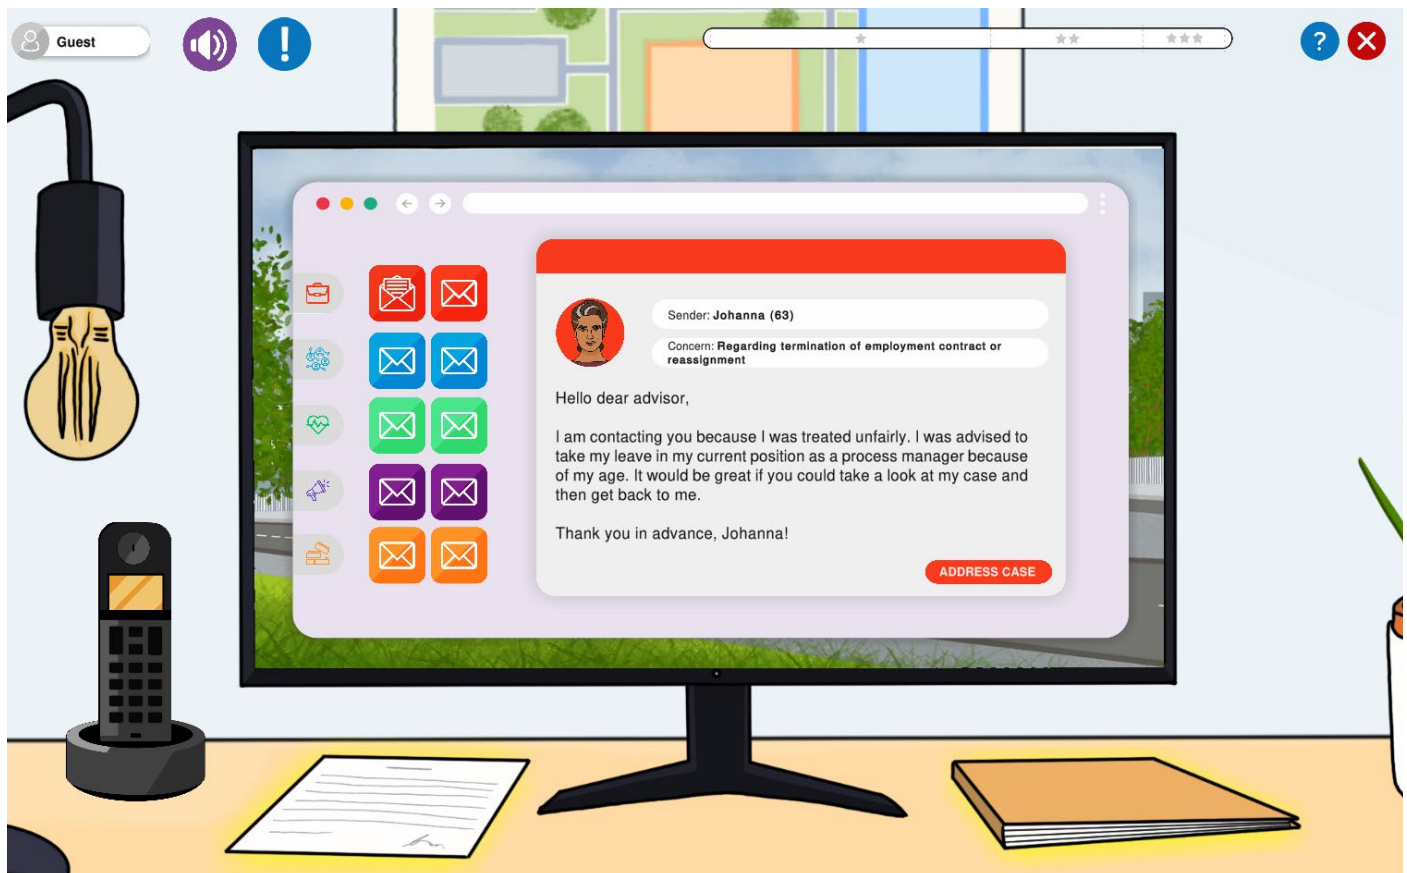 Guest
!
?
Sender: Johanna (63)
Concern: Regarding termination of employment contract or
reassignment
Hello dear advisor,
I am contacting you because I was treated unfairly. I was advised to
take my leave in my current position as a process manager because
of my age. It would be great if you could take a look at my case and
then get back to me.
Thank you in advance, Johanna!
ADDRESS CASE